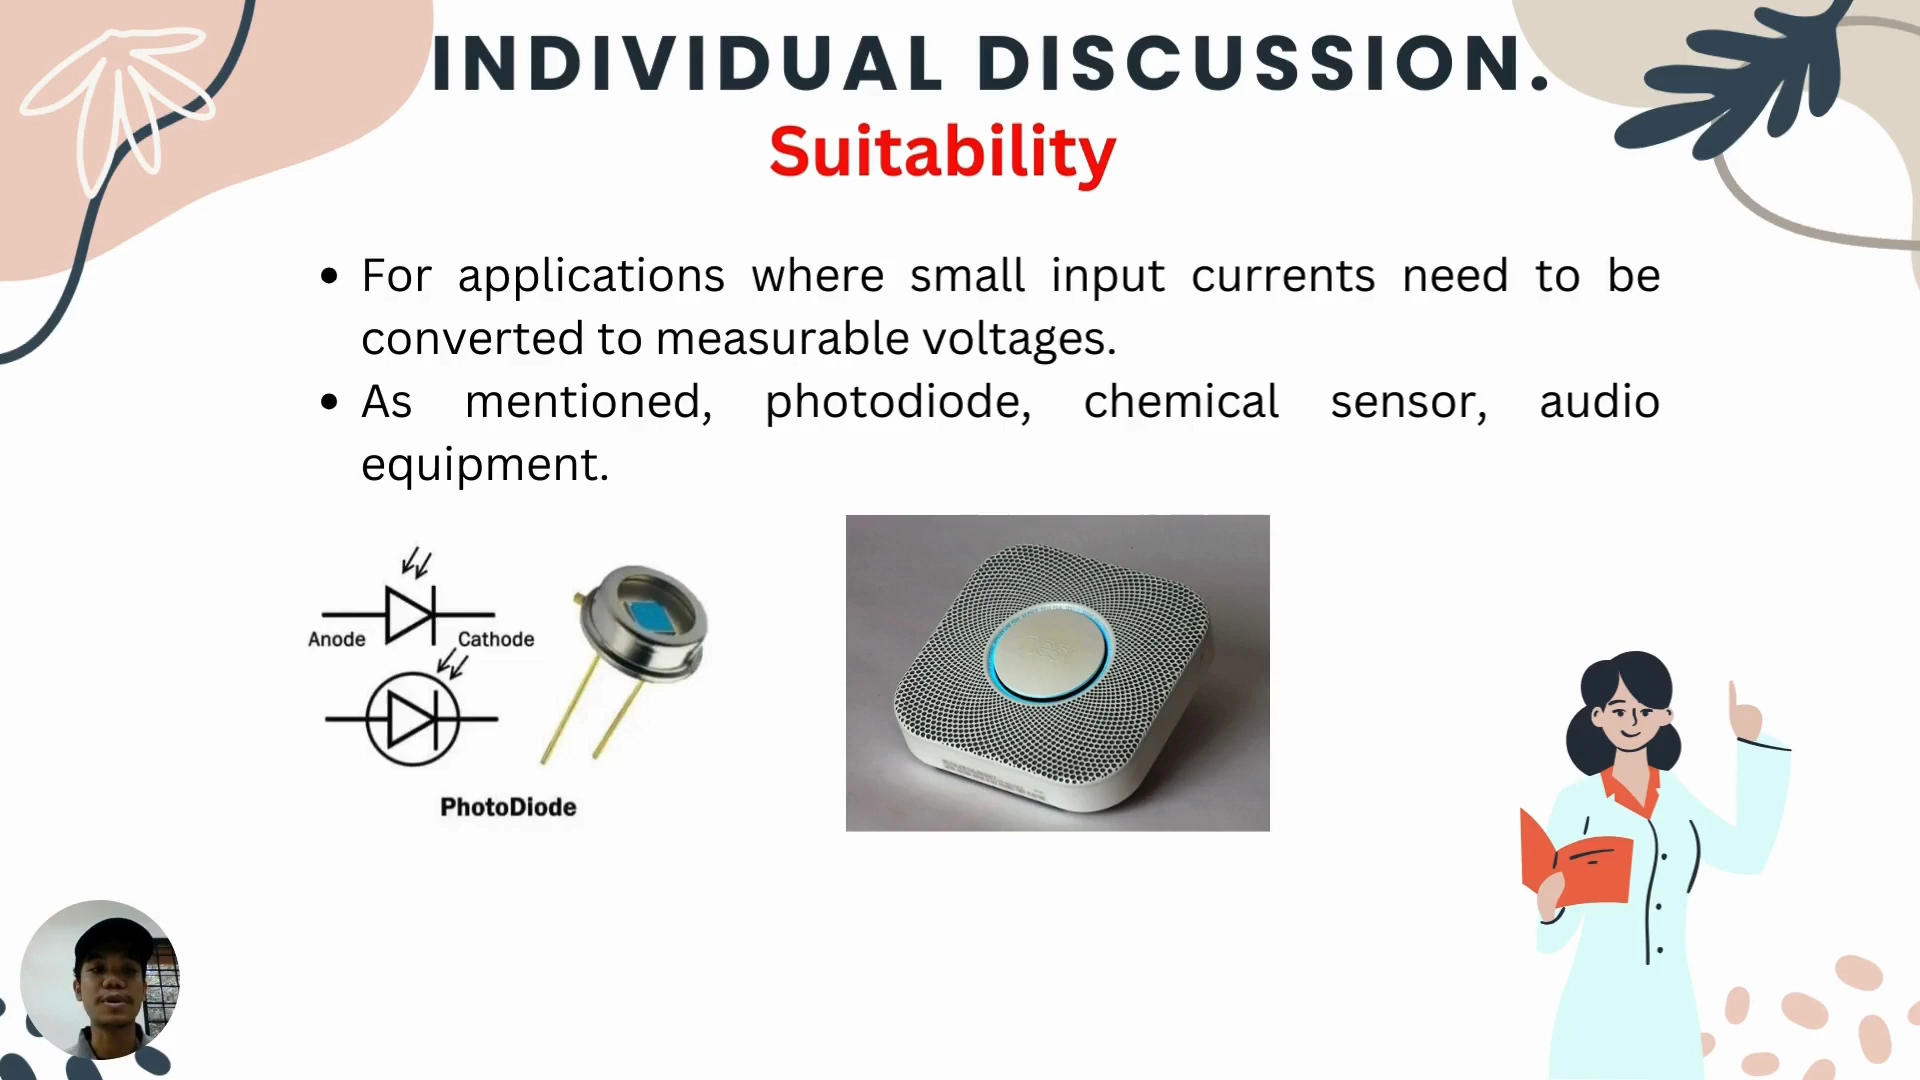 INDIVIDUAL DISCUSSION.
Suitability
• For applications where small input currents need to be
converted to measurable voltages.
• As mentioned, photodiode, chemical sensor, audio
equipment.
Anode
Cathode
PhotoDiode
nest